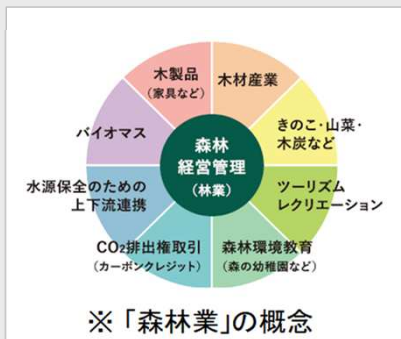 木製品
(家具など)
木材産業
きのこ・山菜・
木炭など
ツーリズム
レクリエーション
森林環境教育
(森の幼稚園など)
CO₂排出権取引
(カーボンクレジット)
水源保全のための
上下流連携
バイオマス
森林
経営管理
(林業)
※「森林業」の概念